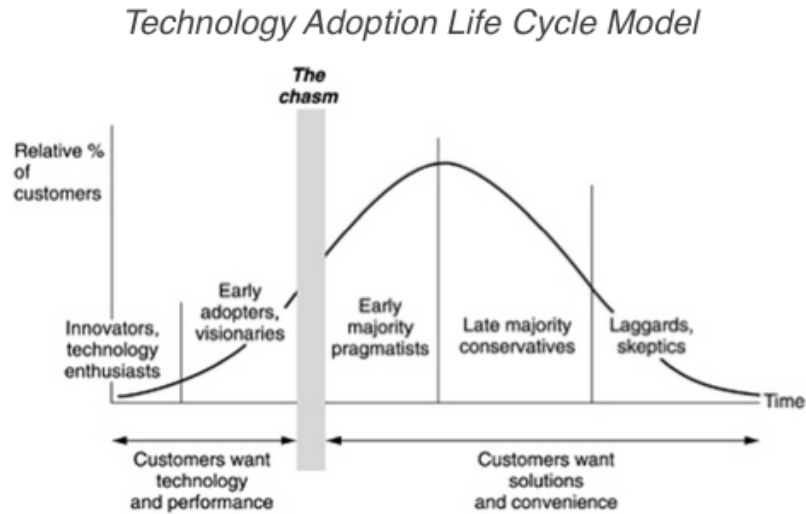 Technology Adoption Life Cycle Model
The
chasm
Relative %
of
customers
Innovators,
technology
enthusiasts
Early
adopters,
visionaries
Early
majority
pragmatists
Late majority
conservatives
Laggards,
skeptics
Time
Customers want
technology
and performance
Customers want
solutions
and convenience